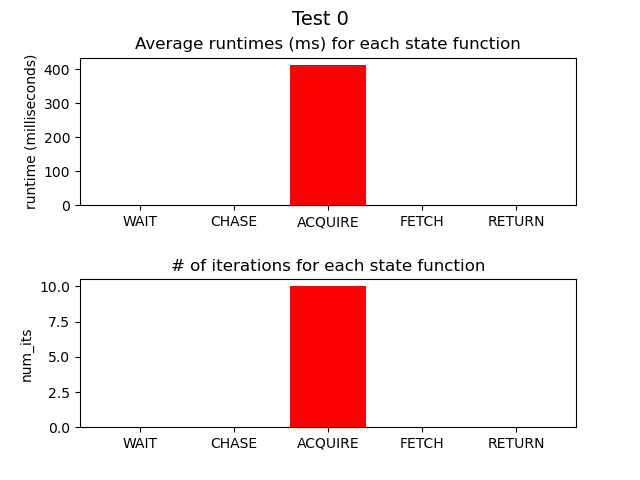 Test 0
Average runtimes (ms) for each state function
runtime (milliseconds)
400
300
200
100
0
WAIT CHASE ACQUIRE FETCH RETURN
# of iterations for each state function
num_its
10.0
7.5
5.0
2.5
0.0
WAIT CHASE ACQUIRE FETCH RETURN